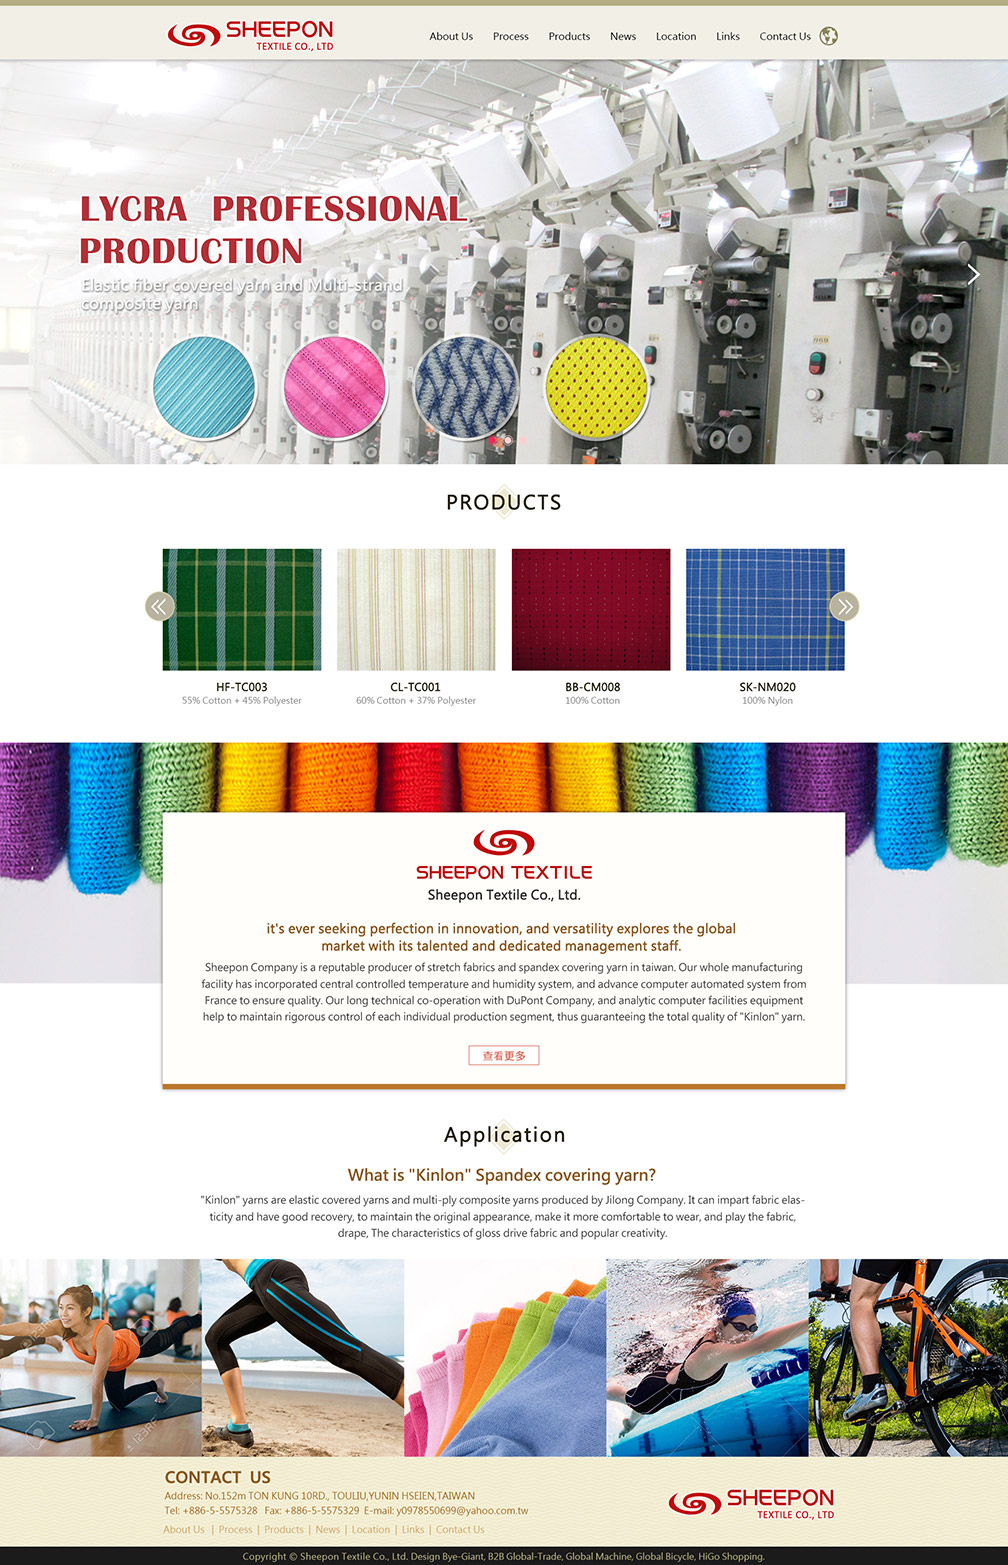 SHEEPON
TEXTILE CO., LTD
About Us Process Products News Location Links Contact Us
LYCRA PROFESSIONAL
PRODUCTION
Elastic fiber covered yarn and Multi-strand
composite yarn
PRODUCTS
HF-TC003
55% Cotton + 45% Polyester
CL-TC001
60% Cotton + 37% Polyester
BB-CM008
100% Cotton
SK-NM020
100% Nylon
SHEEPON TEXTILE
Sheepon Textile Co., Ltd.
it's ever seeking perfection in innovation, and versatility explores the global
market with its talented and dedicated management staff.
Sheepon Company is a reputable producer of stretch fabrics and spandex covering yarn in taiwan. Our whole manufacturing
facility has incorporated central controlled temperature and humidity system, and advance computer automated system from
France to ensure quality. Our long technical co-operation with DuPont Company, and analytic computer facilities equipment
help to maintain rigorous control of each individual production segment, thus guaranteeing the total quality of "Kinlon" yarn.
查看更多
Application
What is "Kinlon" Spandex covering yarn?
"Kinlon" yarns are elastic covered yarns and multi-ply composite yarns produced by Jilong Company. It can impart fabric elas-
ticity and have good recovery, to maintain the original appearance, make it more comfortable to wear, and play the fabric,
drape, The characteristics of gloss drive fabric and popular creativity.
123RF
CONTACT US
Address: No.152m TON KUNG 10RD., TOULIU,YUNIN HSEIEN,TAIWAN
Tel: +886-5-5575328 Fax: +886-5-5575329 E-mail: y0978550699@yahoo.com.tw
About Us | Process | Products | News | Location | Links | Contact Us
SHEEPON
TEXTILE CO., LTD
Copyright © Sheepon Textile Co., Ltd. Design Bye-Giant, B2B Global-Trade, Global Machine, Global Bicycle, HiGo Shopping.